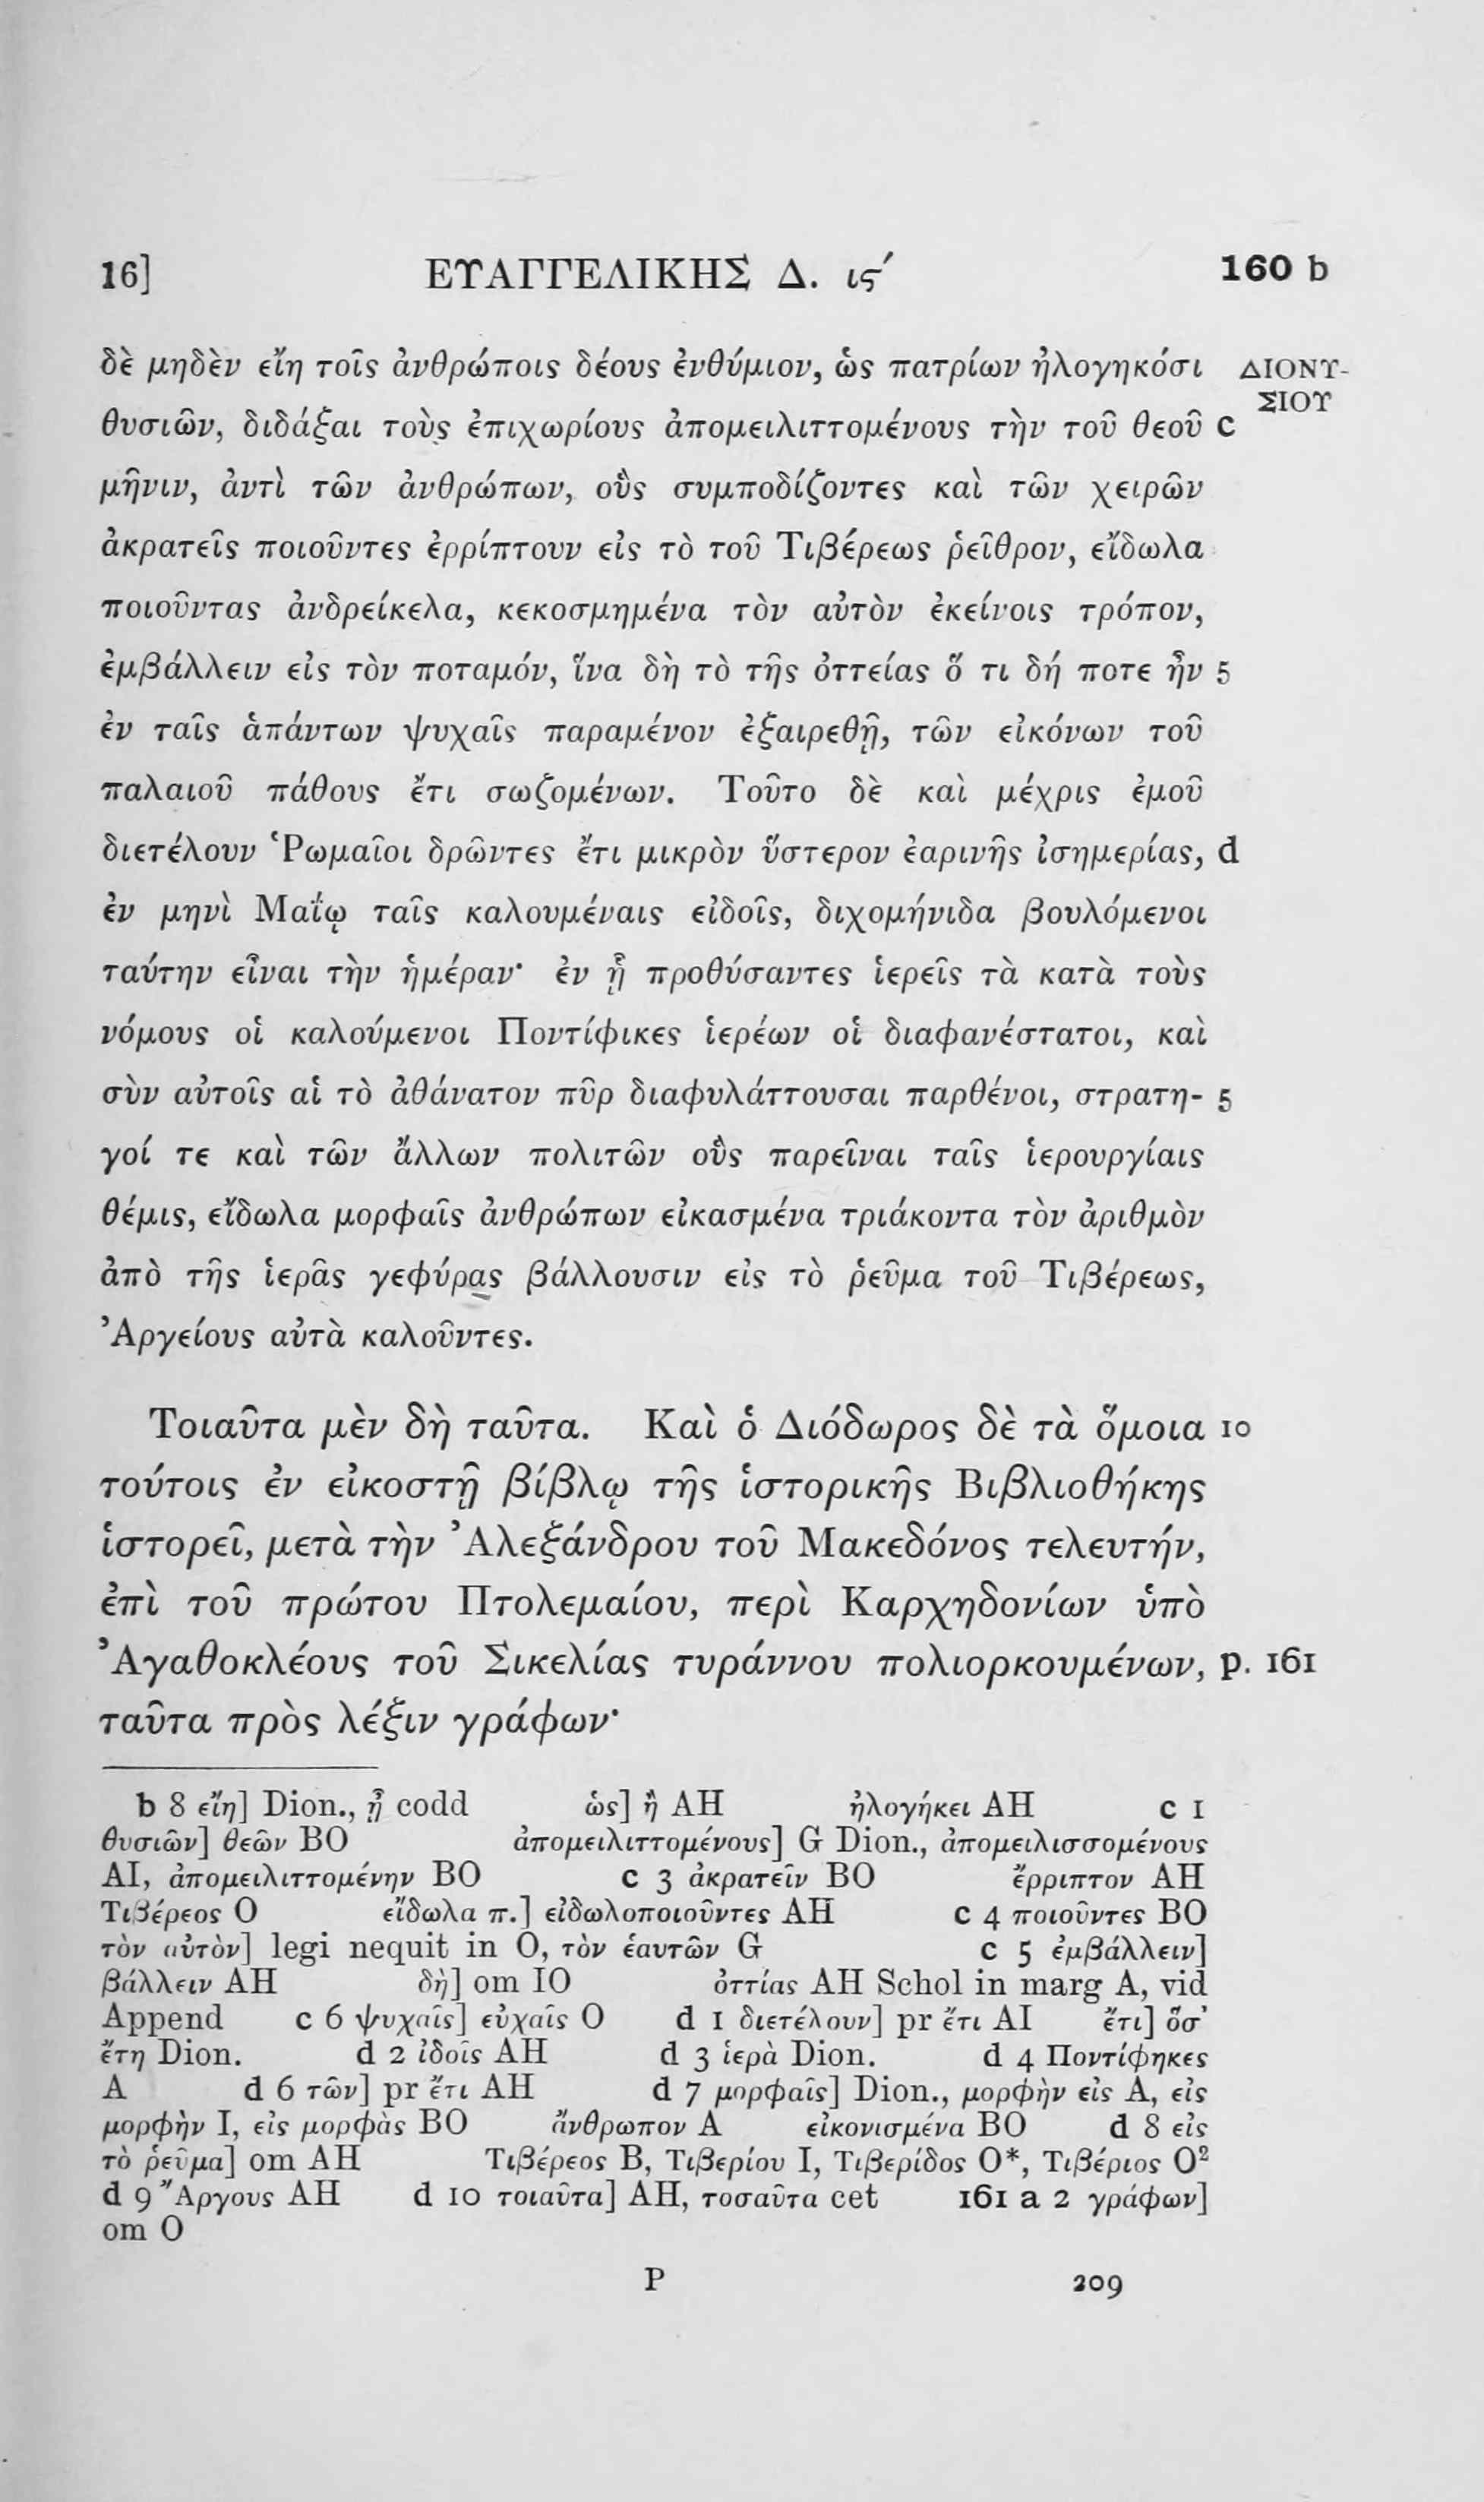 16] ΕΥΑΓΓΕΛΙΚΗΣ Δ. ις′ 160 b
δὲ μηδὲν εἴη τοῖς ἀνθρώποις δέους ἐνθύμιον, ὡς πατρίων ἠλογηκόσι ΔΙΟΝΥ-
ΣΙΟΥ
θυσιῶν, διδάξαι τοὺς ἐπιχωρίους ἀπομειλιττομένους τὴν τοῦ θεοῦ c
μῆνιν, ἀντὶ τῶν ἀνθρώπων, οὓς συμποδίζοντες καὶ τῶν χειρῶν
ἀκρατεῖς ποιοῦντες ἐρρίπτουν εἰς τὸ τοῦ Τιβέρεως ῥεῖθρον, εἴδωλα
ποιοῦντας ἀνδρείκελα, κεκοσμημένα τὸν αὐτὸν ἐκείνοις τρόπον,
ἐμβάλλειν εἰς τὸν ποταμόν, ἵνα δὴ τὸ τῆς ὀττείας ὅ τι δή ποτε ἦν 5
ἐν ταῖς ἁπάντων ψυχαῖς παραμένον ἐξαιρεθῇ, τῶν εἰκόνων τοῦ
παλαιοῦ πάθους ἔτι σωζομένων. Τοῦτο δὲ καὶ μέχρις ἐμοῦ
διετέλουν Ῥωμαῖοι δρῶντες ἔτι μικρὸν ὕστερον ἐαρινῆς ἰσημερίας, d
ἐν μηνὶ Μαΐῳ ταῖς καλουμέναις εἰδοῖς, διχομήνιδα βουλόμενοι
ταύτην εἶναι τὴν ἡμέραν· ἐν ᾗ προθύσαντες ἱερεῖς τὰ κατὰ τοὺς
νόμους οἱ καλούμενοι Ποντίφικες ἱερέων οἱ διαφανέστατοι, καὶ
σὺν αὐτοῖς αἱ τὸ ἀθάνατον πῦρ διαφυλάττουσαι παρθένοι, στρατη- 5
γοί τε καὶ τῶν ἄλλων πολιτῶν οὓς παρεῖναι ταῖς ἱερουργίαις
θέμις, εἴδωλα μορφαῖς ἀνθρώπων εἰκασμένα τριάκοντα τὸν ἀριθμὸν
ἀπὸ τῆς ἱερᾶς γεφύρας βάλλουσιν εἰς τὸ ῥεῦμα τοῦ Τιβέρεως,
Ἀργείους αὐτὰ καλοῦντες.
Τοιαῦτα μὲν δὴ ταῦτα. Καὶ ὁ Διόδωρος δὲ τὰ ὅμοια 10
τούτοις ἐν εἰκοστῇ βίβλῳ τῆς ἱστορικῆς Βιβλιοθήκης
ἱστορεῖ, μετὰ τὴν Ἀλεξάνδρου τοῦ Μακεδόνος τελευτήν,
ἐπὶ τοῦ πρώτου Πτολεμαίου, περὶ Καρχηδονίων ὑπὸ
Ἀγαθοκλέους τοῦ Σικελίας τυράννου πολιορκουμένων, p. 161
ταῦτα πρὸς λέξιν γράφων·
b 8 εἴη] Dion., ᾖ codd ὡς] ἢ AH ἠλογήκει AH c 1
θυσιῶν] θεῶν BO ἀπομειλιττομένους] G Dion., ἀπομειλισσομένους
AI, ἀπομειλιττομένην BO c 3 ἀκρατεῖν BO ἔρριπτον AH
Τιβέρεος O εἴδωλα π.] εἰδωλοποιοῦντες AH c 4 ποιοῦντες BO
τὸν αὐτὸν] legi nequit in O, τὸν ἑαυτῶν G c 5 ἐμβάλλειν]
βάλλειν AH δὴ] om IO ὀττίας AH Schol in marg A, vid
Append c 6 ψυχαῖς] εὐχαῖς O d 1 διετέλουν] pr ἔτι AI ἔτι] ὅσ᾿
ἔτη Dion. d 2 ἰδοῖς AH d 3 ἱερὰ Dion. d 4 Ποντίφηκες
A d 6 τῶν] pr ἔτι AH d 7 μορφαῖς] Dion., μορφὴν εἰς A, εἰς
μορφὴν I, εἰς μορφὰς BO ἄνθρωπον A εἰκονισμένα BO d 8 εἰς
τὸ ῥεῦμα] om AH Τιβέρεος B, Τιβερίου I, Τιβερίδος O*, Τιβέριος O²
d 9 Ἄργους AH d 10 τοιαῦτα] AH, τοσαῦτα cet 161 a 2 γράφων]
om O
P 209